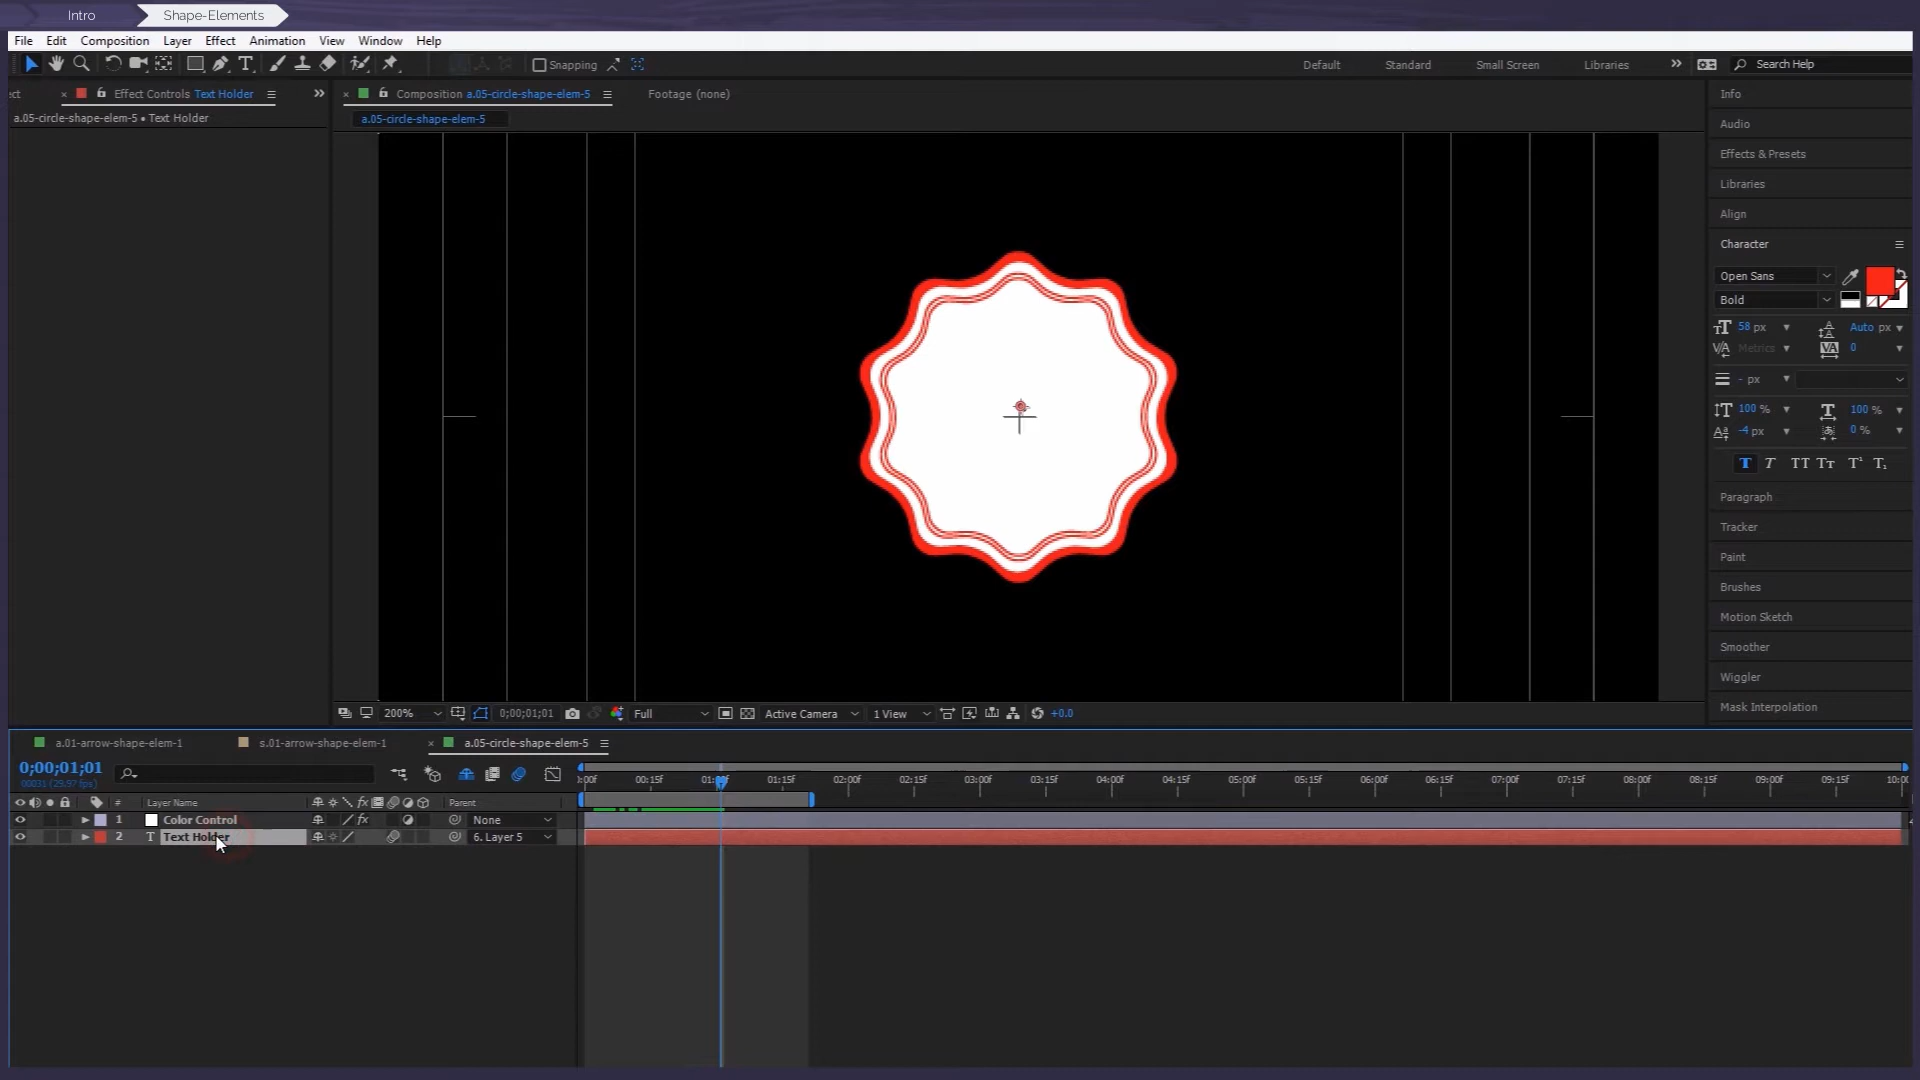 Intro
Shape-Elements
File Edit Composition Layer Effect Animation View Window Help
Snapping
Default
Standard
Small Screen
Libraries
Search Help
ect
Effect Controls Text Holder
Composition a.05-circle-shape-elem-5
Footage (none)
a.05-circle-shape-elem-5 • Text Holder
a.05-circle-shape-elem-5
Info
Audio
Effects & Presets
Libraries
Align
Character
Open Sans
Bold
58 px
Auto px
Metrics
0
- px
100 %
100 %
-4 px
0 %
T T TT Tт T¹ T₁
Paragraph
Tracker
Paint
Brushes
Motion Sketch
Smoother
Wiggler
Mask Interpolation
200%
0;00;01;01
Full
Active Camera
1 View
+0.0
a.01-arrow-shape-elem-1
s.01-arrow-shape-elem-1
a.05-circle-shape-elem-5
0;00;01;01
00031 (29.97 fps)
:00f 00:15f 01:00f 01:15f 02:00f 02:15f 03:00f 03:15f 04:00f 04:15f 05:00f 05:15f 06:00f 06:15f 07:00f 07:15f 08:00f 08:15f 09:00f 09:15f 10:00
# Layer Name
Parent
1 Color Control
None
2 T Text Holder
6. Layer 5